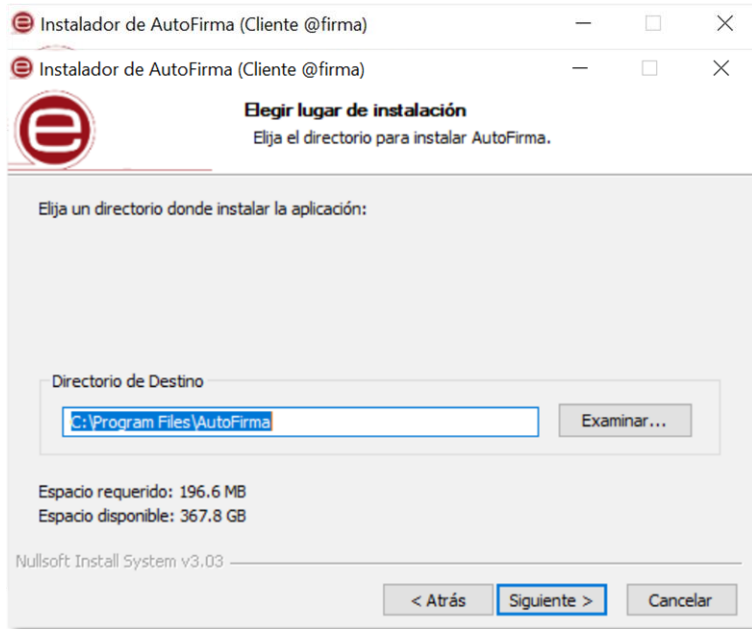 Instalador de AutoFirma (Cliente @firma)
Instalador de AutoFirma (Cliente @firma)
Elegir lugar de instalación
Elija el directorio para instalar AutoFirma.
Elija un directorio donde instalar la aplicación:
Directorio de Destino
C:\Program Files\AutoFirma
Examinar...
Espacio requerido: 196.6 MB
Espacio disponible: 367.8 GB
Nullsoft Install System v3.03
< Atrás
Siguiente >
Cancelar